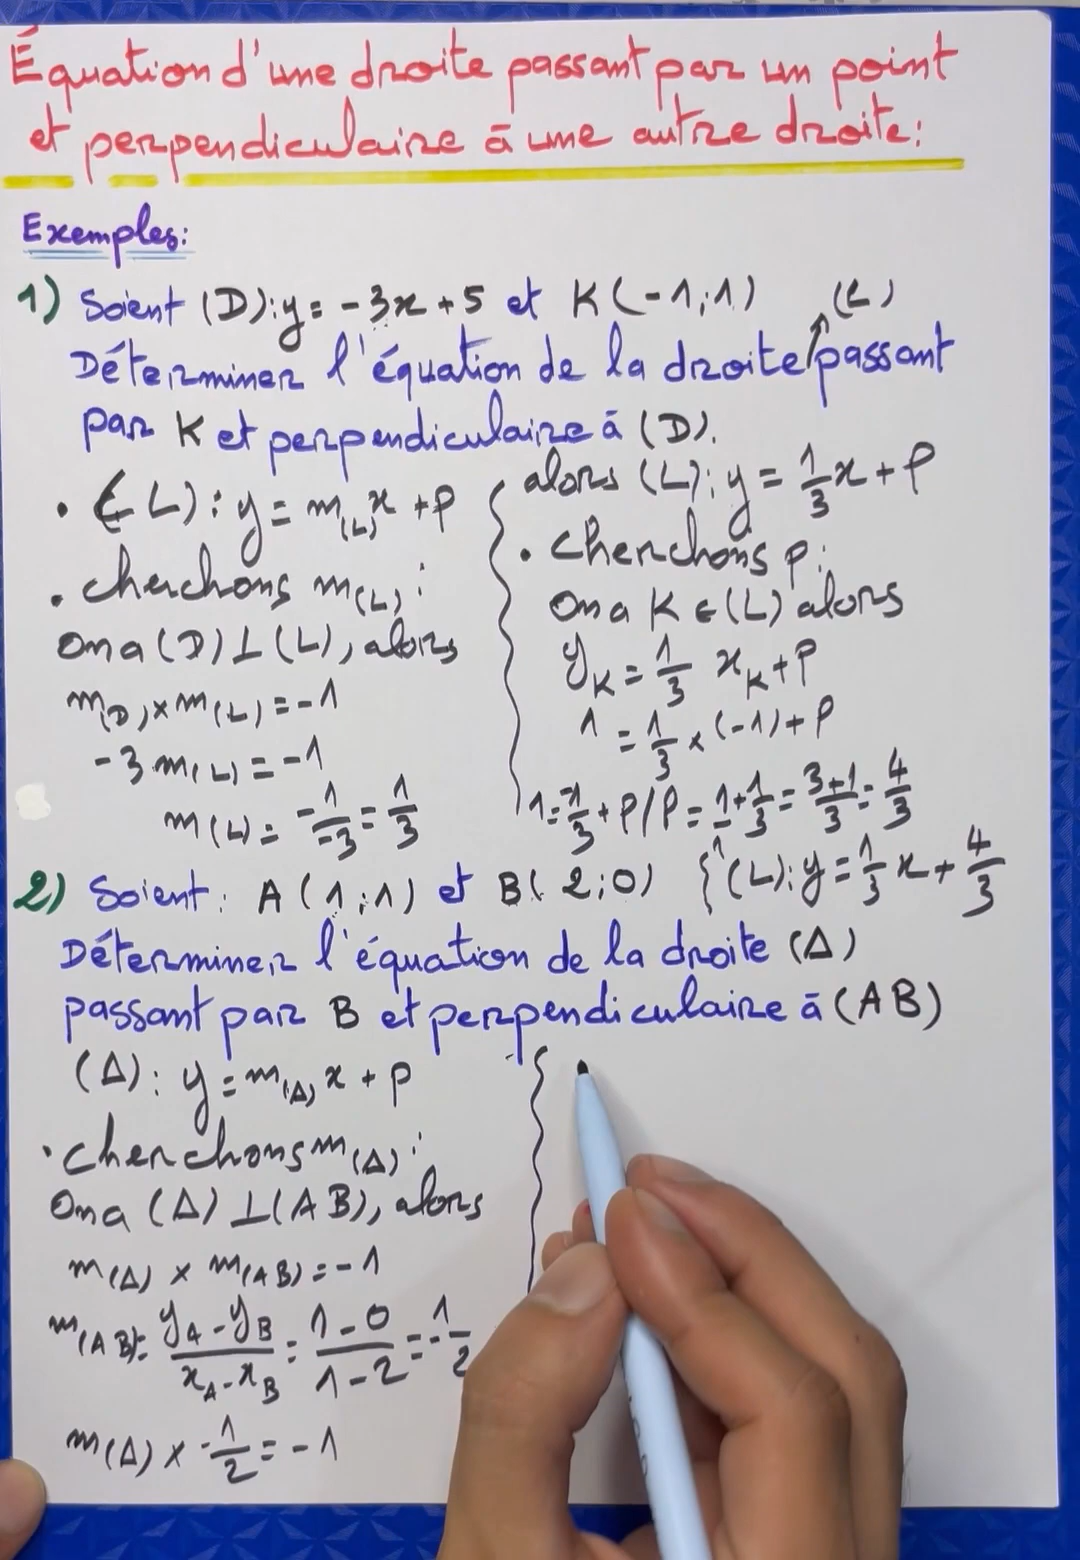 Équation d'une droite passant par un point
et perpendiculaire à une autre droite:
Exemples:
1) Soient (D): y = -3x + 5 et K(-1;1) (L)
Déterminer l'équation de la droite passant
par K et perpendiculaire à (D).
• (L): y = m(L) x + p
• cherchons m(L):
On a (D) ⊥ (L), alors
m(D) × m(L) = -1
-3 m(L) = -1
m(L) = -1/-3 = 1/3
alors (L): y = 1/3 x + p
• cherchons p:
On a K ∈ (L) alors
yK = 1/3 xK + p
1 = 1/3 × (-1) + p
1 = -1/3 + p / p = 1/1 + 1/3 = 3+1/3 = 4/3
(L): y = 1/3 x + 4/3
2) Soient: A(1;1) et B(2;0)
Déterminer l'équation de la droite (Δ)
passant par B et perpendiculaire à (AB)
(Δ): y = m(Δ) x + p
• cherchons m(Δ):
On a (Δ) ⊥ (AB), alors
m(Δ) × m(AB) = -1
m(AB) = yA - yB / xA - xB = 1 - 0 / 1 - 2 = -1/2
m(Δ) × -1/2 = -1